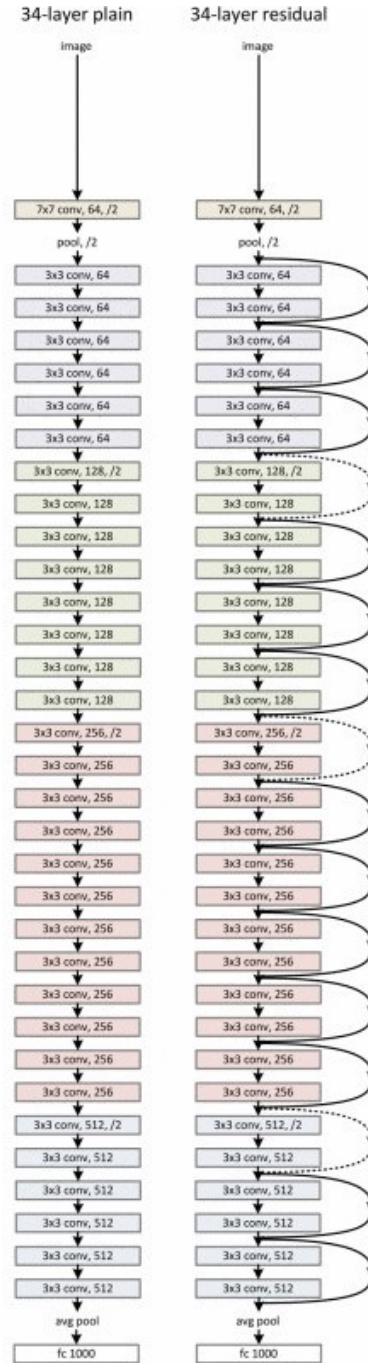 34-layer plain
image
7x7 conv, 64, /2
pool, /2
3x3 conv, 64
3x3 conv, 64
3x3 conv, 64
3x3 conv, 64
3x3 conv, 64
3x3 conv, 64
3x3 conv, 128, /2
3x3 conv, 128
3x3 conv, 128
3x3 conv, 128
3x3 conv, 128
3x3 conv, 128
3x3 conv, 128
3x3 conv, 128
3x3 conv, 256, /2
3x3 conv, 256
3x3 conv, 256
3x3 conv, 256
3x3 conv, 256
3x3 conv, 256
3x3 conv, 256
3x3 conv, 256
3x3 conv, 256
3x3 conv, 256
3x3 conv, 256
3x3 conv, 256
3x3 conv, 512, /2
3x3 conv, 512
3x3 conv, 512
3x3 conv, 512
3x3 conv, 512
3x3 conv, 512
avg pool
fc 1000
34-layer residual
image
7x7 conv, 64, /2
pool, /2
3x3 conv, 64
3x3 conv, 64
3x3 conv, 64
3x3 conv, 64
3x3 conv, 64
3x3 conv, 64
3x3 conv, 128, /2
3x3 conv, 128
3x3 conv, 128
3x3 conv, 128
3x3 conv, 128
3x3 conv, 128
3x3 conv, 128
3x3 conv, 128
3x3 conv, 256, /2
3x3 conv, 256
3x3 conv, 256
3x3 conv, 256
3x3 conv, 256
3x3 conv, 256
3x3 conv, 256
3x3 conv, 256
3x3 conv, 256
3x3 conv, 256
3x3 conv, 256
3x3 conv, 256
3x3 conv, 512, /2
3x3 conv, 512
3x3 conv, 512
3x3 conv, 512
3x3 conv, 512
3x3 conv, 512
avg pool
fc 1000